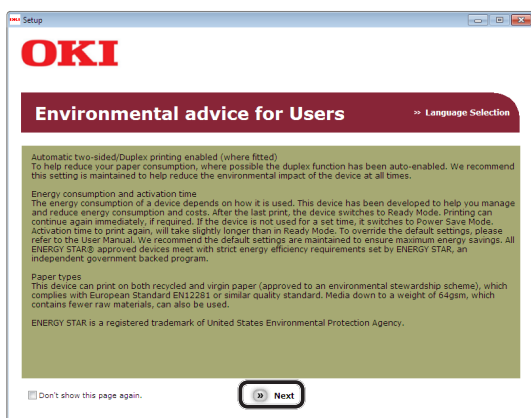 OKI Setup
OKI
Environmental advice for Users
» Language Selection
Automatic two-sided/Duplex printing enabled (where fitted)
To help reduce your paper consumption, where possible the duplex function has been auto-enabled. We recommend
this setting is maintained to help reduce the environmental impact of the device at all times.
Energy consumption and activation time
The energy consumption of a device depends on how it is used. This device has been developed to help you manage
and reduce energy consumption and costs. After the last print, the device switches to Ready Mode. Printing can
continue again immediately, if required. If the device is not used for a set time, it switches to Power Save Mode.
Activation time to print again, will take slightly longer than in Ready Mode. To override the default settings, please
refer to the User Manual. We recommend the default settings are maintained to ensure maximum energy savings. All
ENERGY STAR® approved devices meet with strict energy efficiency requirements set by ENERGY STAR, an
independent government backed program.
Paper types
This device can print on both recycled and virgin paper (approved to an environmental stewardship scheme), which
complies with European Standard EN12281 or similar quality standard. Media down to a weight of 64gsm, which
contains fewer raw materials, can also be used.
ENERGY STAR is a registered trademark of United States Environmental Protection Agency.
Don't show this page again.
» Next